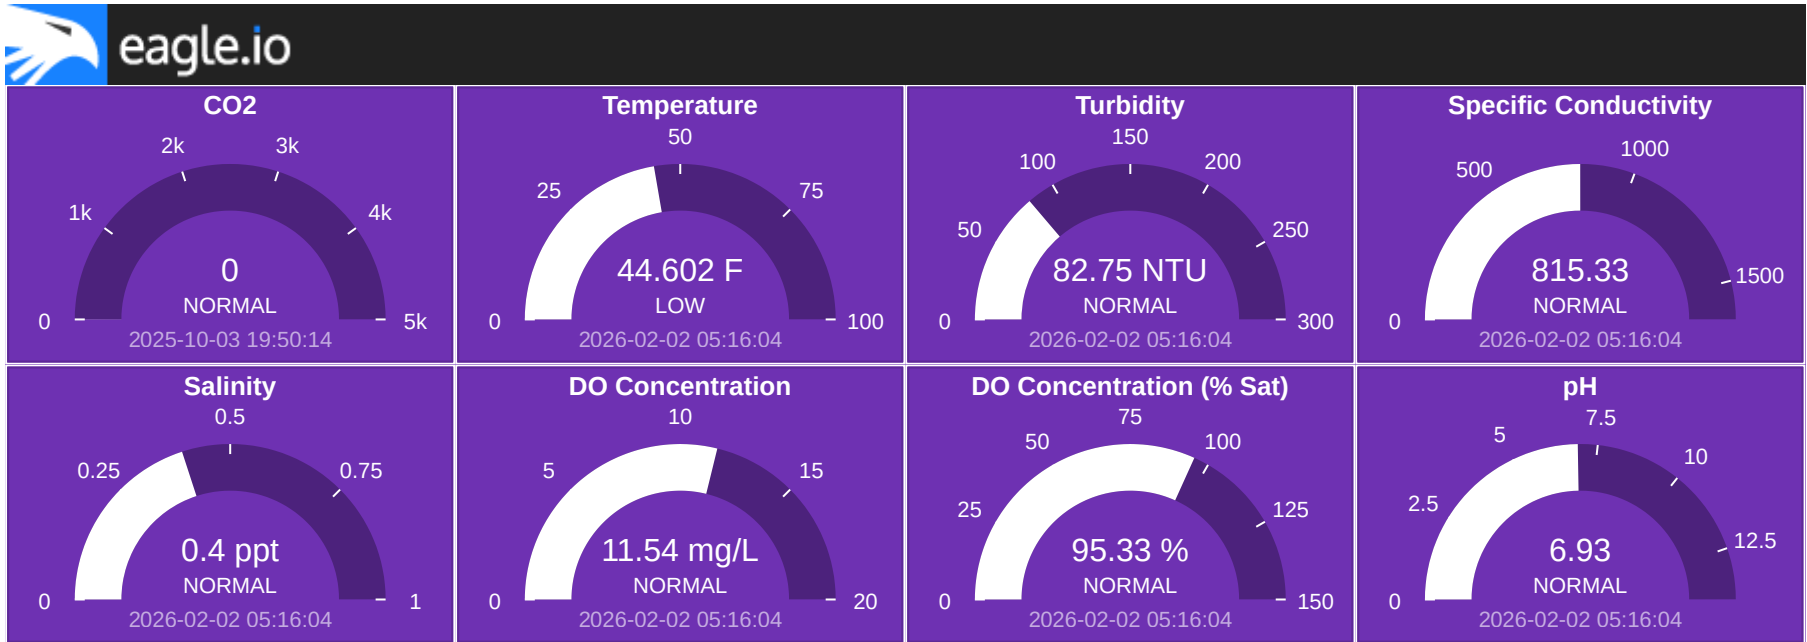 eagle.io
CO2
0
1k
2k
3k
4k
5k
0
NORMAL
2025-10-03 19:50:14
Temperature
0
25
50
75
100
44.602 F
LOW
2026-02-02 05:16:04
Turbidity
0
50
100
150
200
250
300
82.75 NTU
NORMAL
2026-02-02 05:16:04
Specific Conductivity
0
500
1000
1500
815.33
NORMAL
2026-02-02 05:16:04
Salinity
0
0.25
0.5
0.75
1
0.4 ppt
NORMAL
2026-02-02 05:16:04
DO Concentration
0
5
10
15
20
11.54 mg/L
NORMAL
2026-02-02 05:16:04
DO Concentration (% Sat)
0
25
50
75
100
125
150
95.33 %
NORMAL
2026-02-02 05:16:04
pH
0
2.5
5
7.5
10
12.5
6.93
NORMAL
2026-02-02 05:16:04